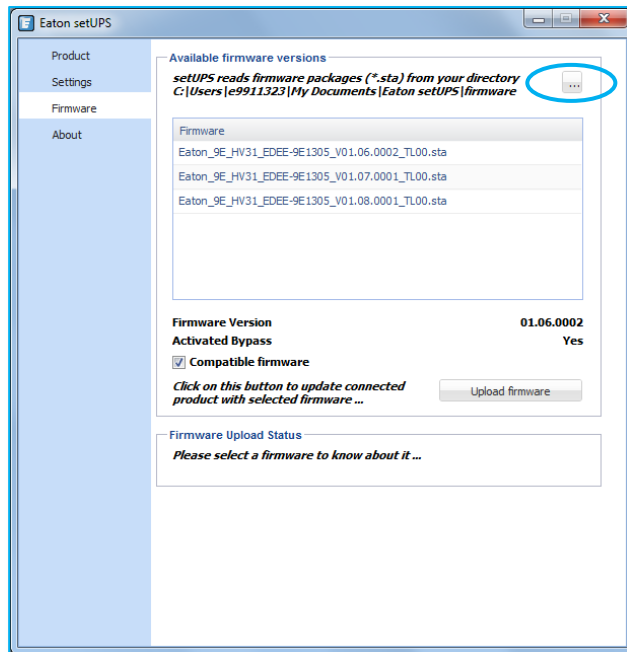 Eaton setUPS
Product
Settings
Firmware
About
Available firmware versions
setUPS reads firmware packages (*.sta) from your directory
C:|Users|e9911323|My Documents|Eaton setUPS|firmware
...
Firmware
Eaton_9E_HV31_EDEE-9E1305_V01.06.0002_TL00.sta
Eaton_9E_HV31_EDEE-9E1305_V01.07.0001_TL00.sta
Eaton_9E_HV31_EDEE-9E1305_V01.08.0001_TL00.sta
Firmware Version 01.06.0002
Activated Bypass Yes
Compatible firmware
Click on this button to update connected
product with selected firmware ...
Upload firmware
Firmware Upload Status
Please select a firmware to know about it ...